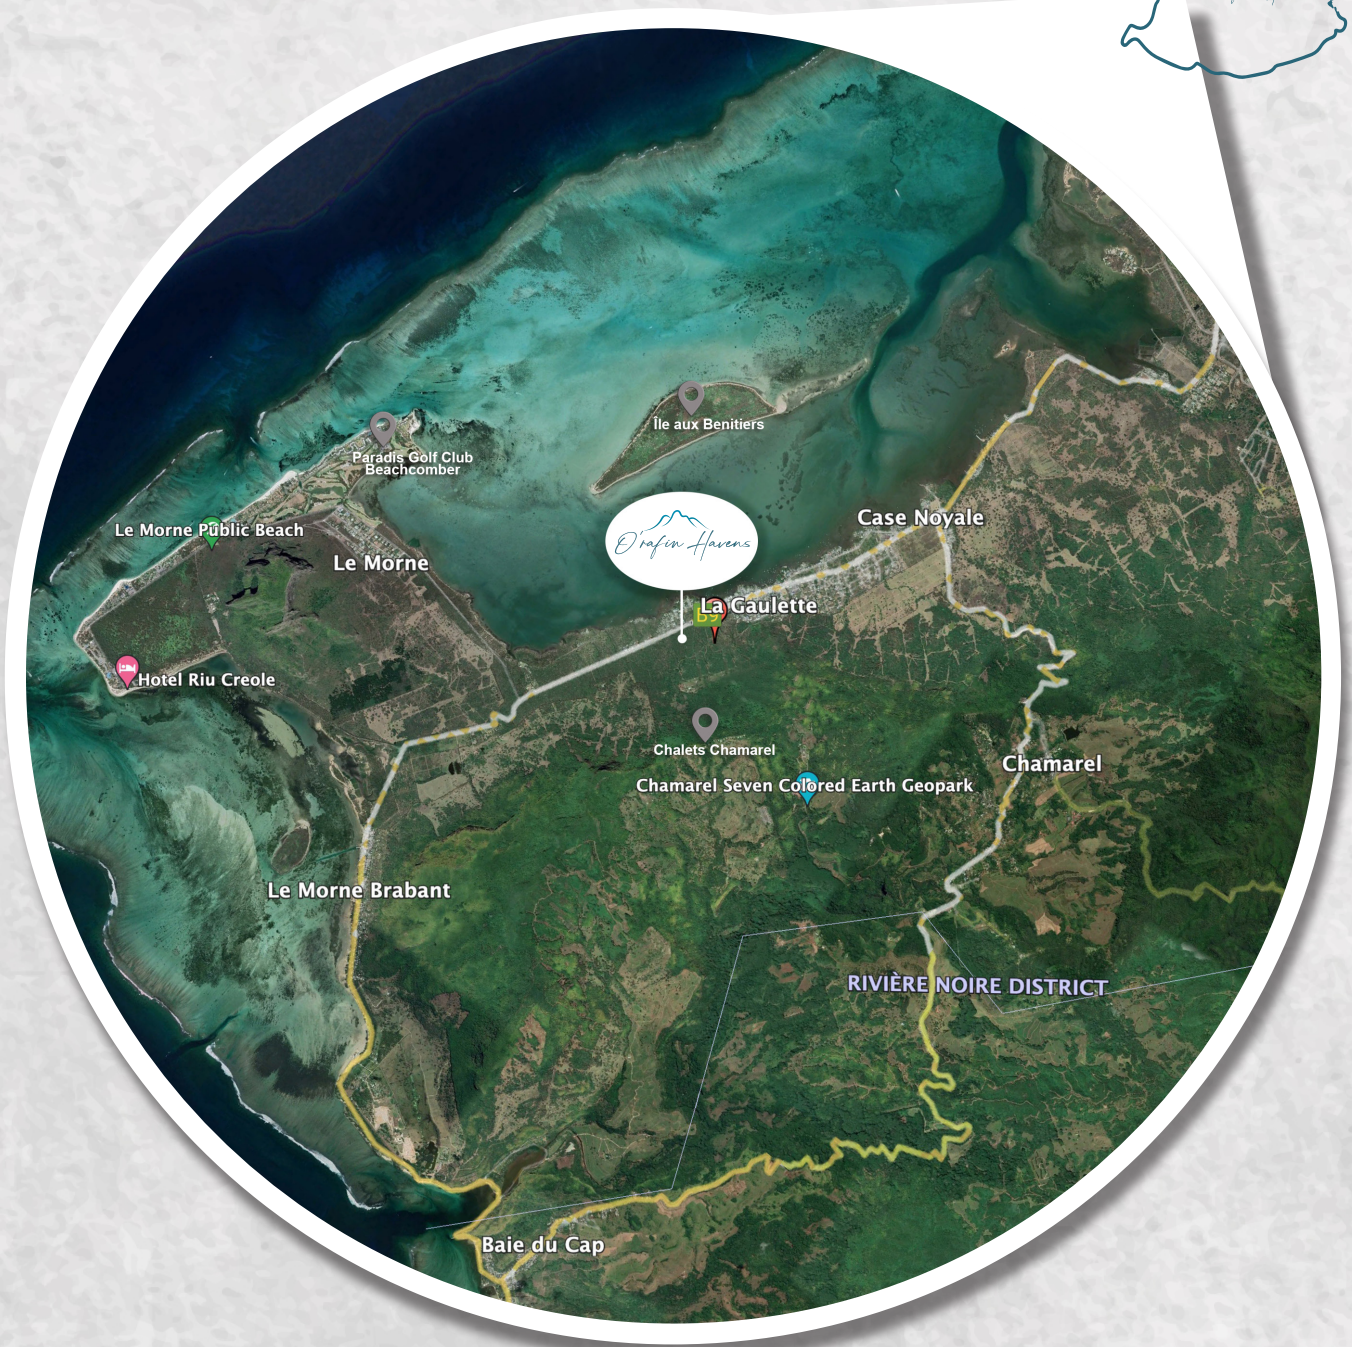 Île aux Benitiers
Paradis Golf Club
Beachcomber
Case Noyale
Le Morne Public Beach
O'rafin Havens
Le Morne
La Gaulette
B9
Hotel Riu Creole
Chalets Chamarel
Chamarel
Chamarel Seven Colored Earth Geopark
Le Morne Brabant
RIVIÈRE NOIRE DISTRICT
Baie du Cap